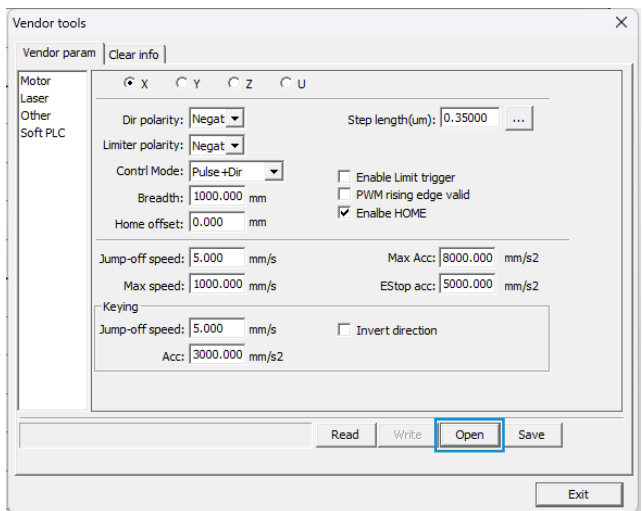 Vendor tools
Vendor param Clear info
Motor
Laser
Other
Soft PLC
X Y Z U
Dir polarity: Negat Step length(um): 0.35000 ...
Limiter polarity: Negat
Contrl Mode: Pulse+Dir Enable Limit trigger
Breadth: 1000.000 mm PWM rising edge valid
Home offset: 0.000 mm Enalbe HOME
Jump-off speed: 5.000 mm/s Max Acc: 8000.000 mm/s2
Max speed: 1000.000 mm/s EStop acc: 5000.000 mm/s2
Keying
Jump-off speed: 5.000 mm/s Invert direction
Acc: 3000.000 mm/s2
Read Write Open Save
Exit